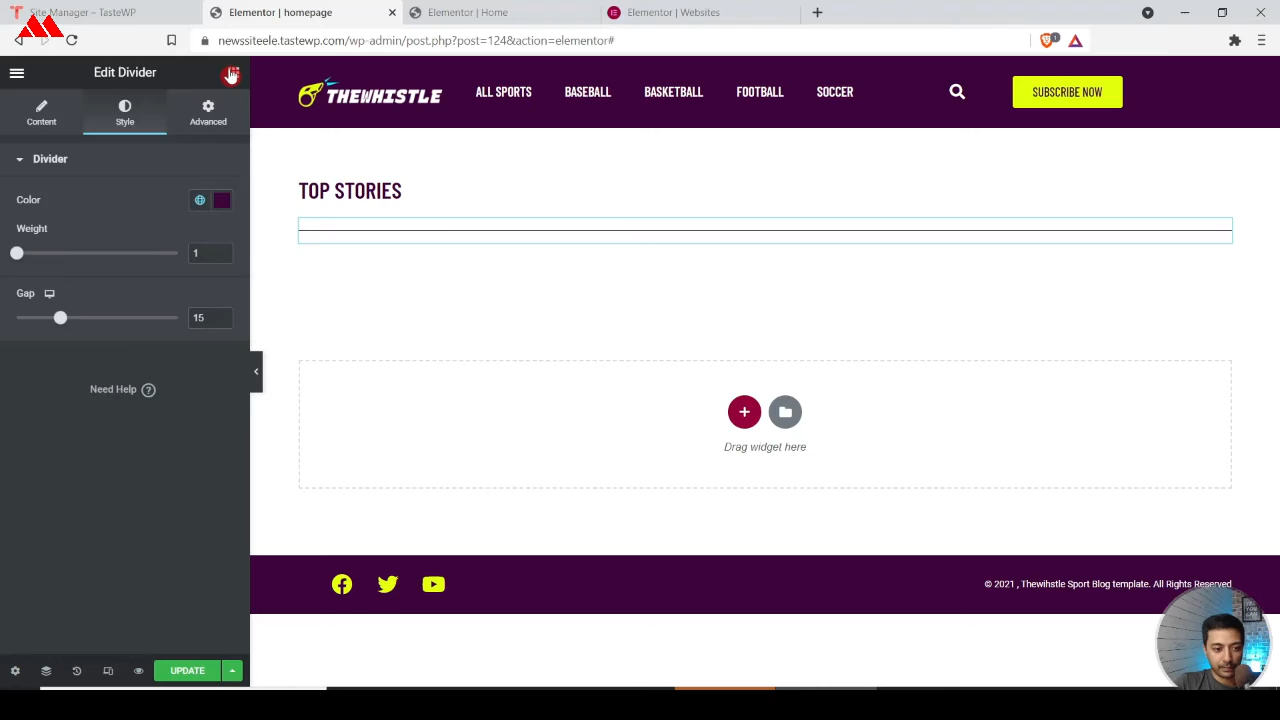 Site Manager – TasteWP
Elementor | homepage
Elementor | Home
Elementor | Websites
newssiteele.tastewp.com/wp-admin/post.php?post=124&action=elementor#
1
Edit Divider
Content
Style
Advanced
Divider
Color
Weight
1
Gap
15
Need Help ?
UPDATE
THEWHISTLE
ALL SPORTS
BASEBALL
BASKETBALL
FOOTBALL
SOCCER
SUBSCRIBE NOW
TOP STORIES
Drag widget here
© 2021 , Thewihstle Sport Blog template. All Rights Reserved